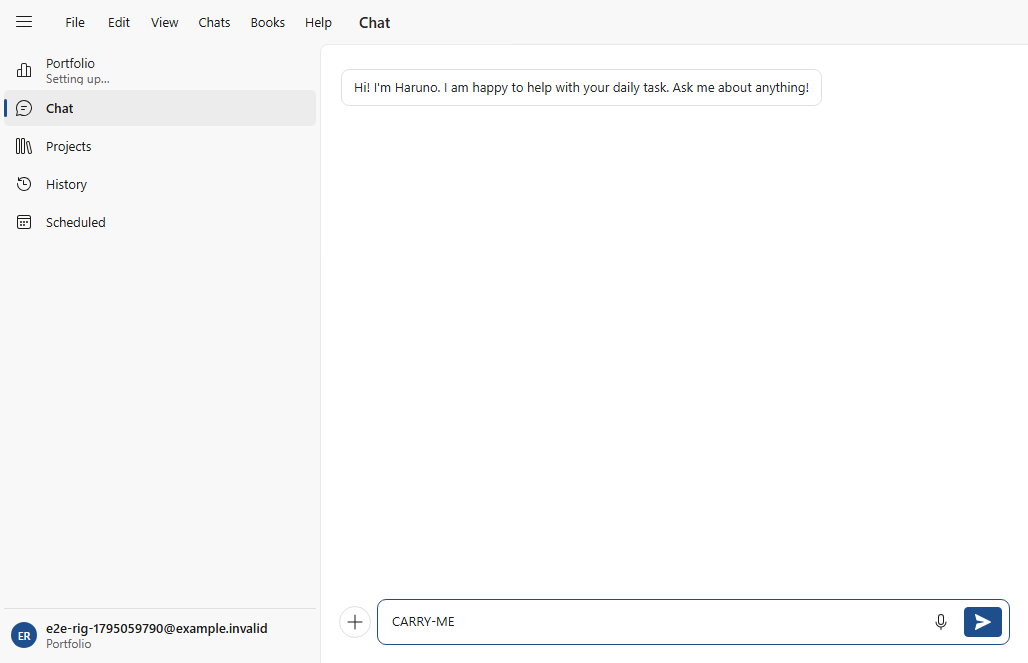 File Edit View Chats Books Help Chat
Portfolio
Setting up...
Chat
Projects
History
Scheduled
Hi! I'm Haruno. I am happy to help with your daily task. Ask me about anything!
CARRY-ME
ER
e2e-rig-1795059790@example.invalid
Portfolio